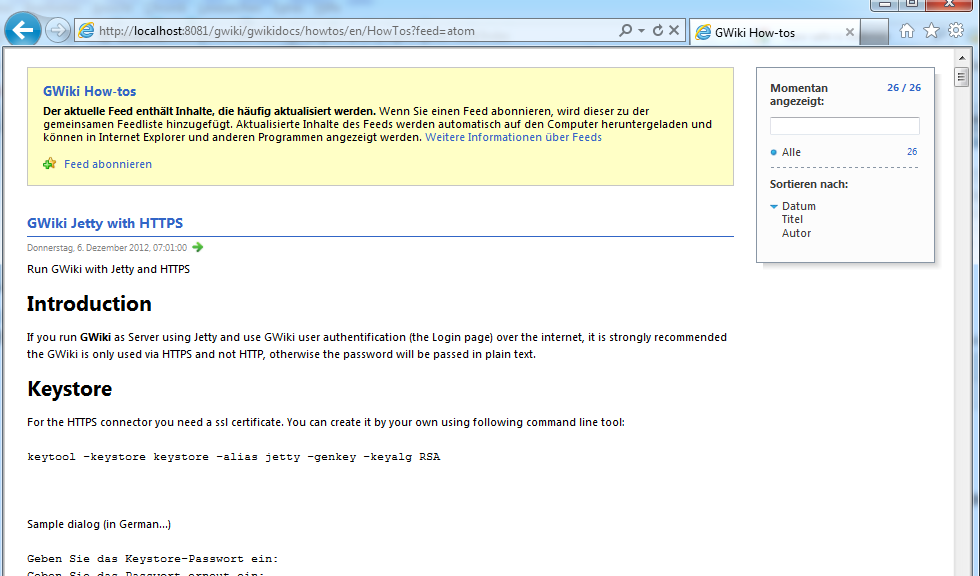 http://localhost:8081/gwiki/gwikidocs/howtos/en/HowTos?feed=atom
GWiki How-tos
GWiki How-tos
Der aktuelle Feed enthält Inhalte, die häufig aktualisiert werden. Wenn Sie einen Feed abonnieren, wird dieser zu der
gemeinsamen Feedliste hinzugefügt. Aktualisierte Inhalte des Feeds werden automatisch auf den Computer heruntergeladen und
können in Internet Explorer und anderen Programmen angezeigt werden. Weitere Informationen über Feeds
Feed abonnieren
Momentan angezeigt: 26 / 26
Alle 26
Sortieren nach:
Datum
Titel
Autor
GWiki Jetty with HTTPS
Donnerstag, 6. Dezember 2012, 07:01:00
Run GWiki with Jetty and HTTPS
Introduction
If you run GWiki as Server using Jetty and use GWiki user authentification (the Login page) over the internet, it is strongly recommended
the GWiki is only used via HTTPS and not HTTP, otherwise the password will be passed in plain text.
Keystore
For the HTTPS connector you need a ssl certificate. You can create it by your own using following command line tool:
keytool -keystore keystore -alias jetty -genkey -keyalg RSA
Sample dialog (in German...)
Geben Sie das Keystore-Passwort ein:
Geben Sie das Passwort erneut ein: